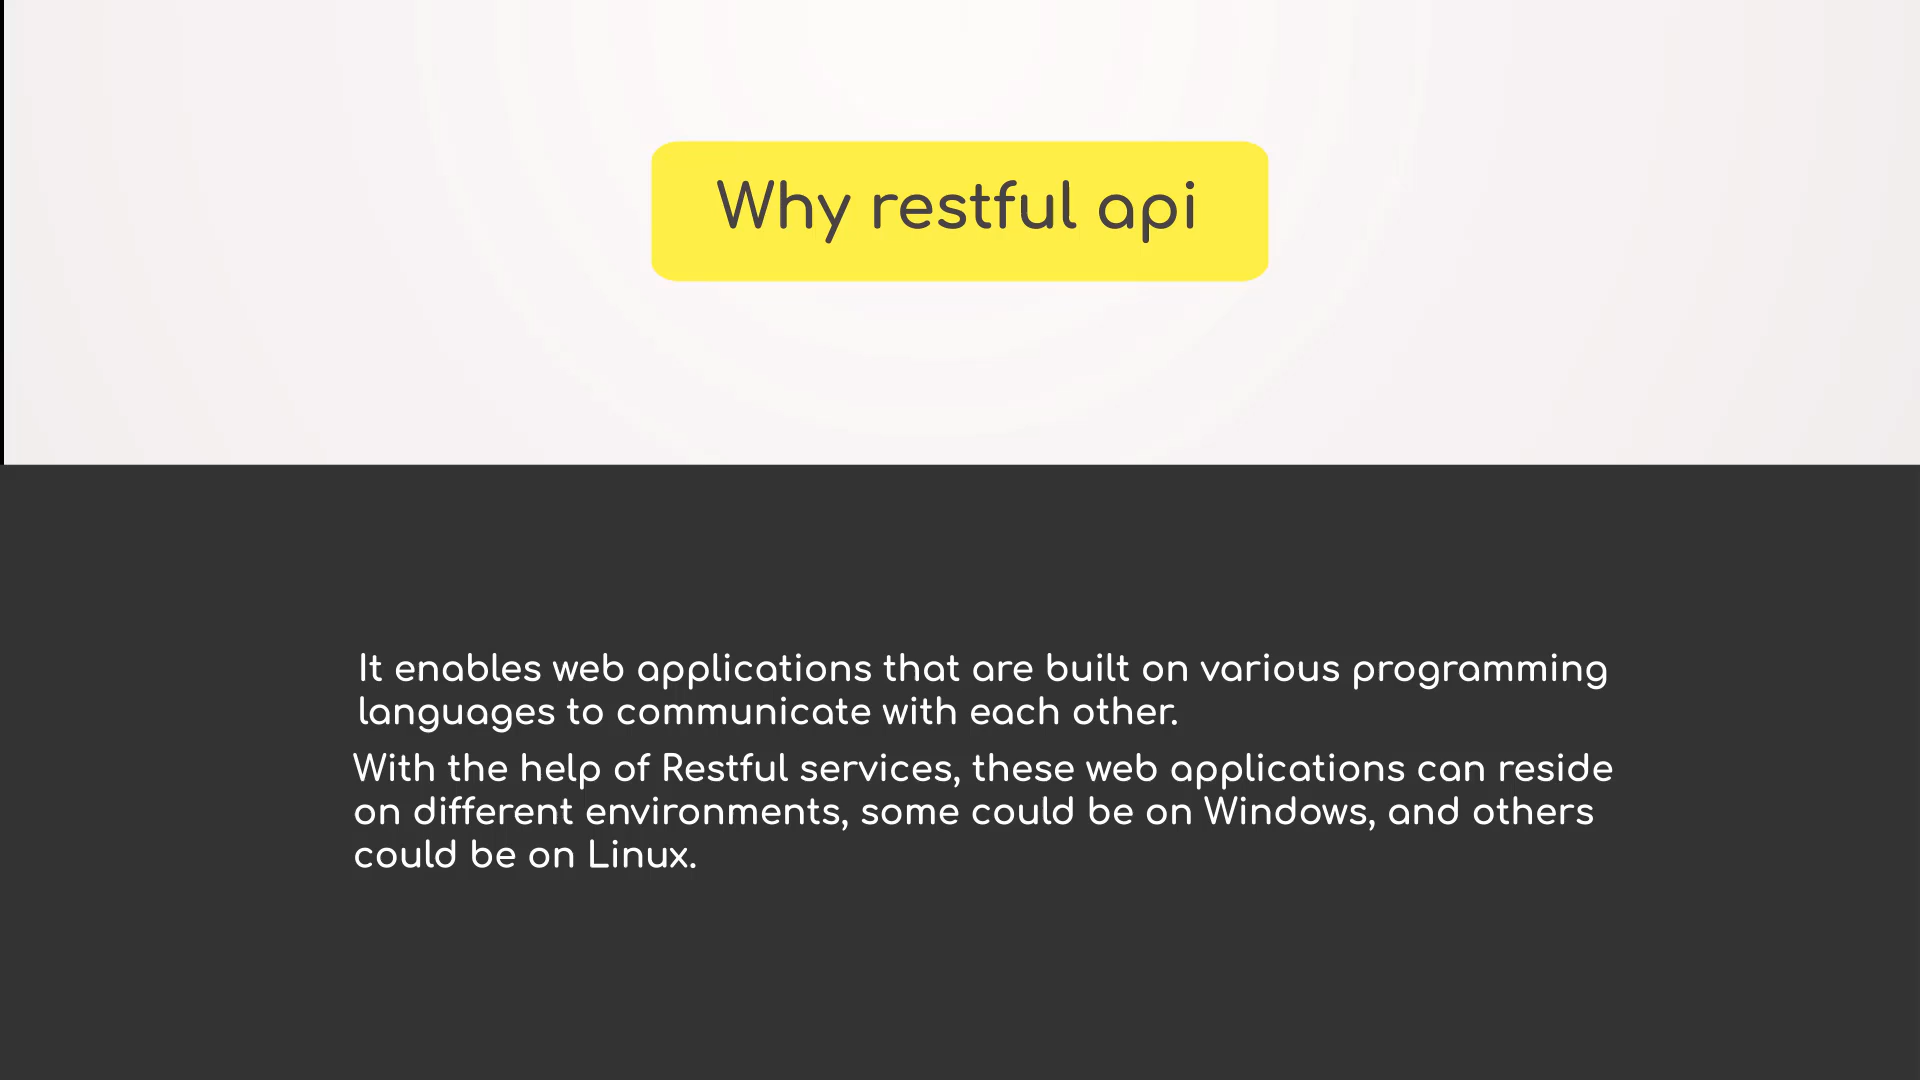 Why restful api
It enables web applications that are built on various programming
languages to communicate with each other.
With the help of Restful services, these web applications can reside
on different environments, some could be on Windows, and others
could be on Linux.